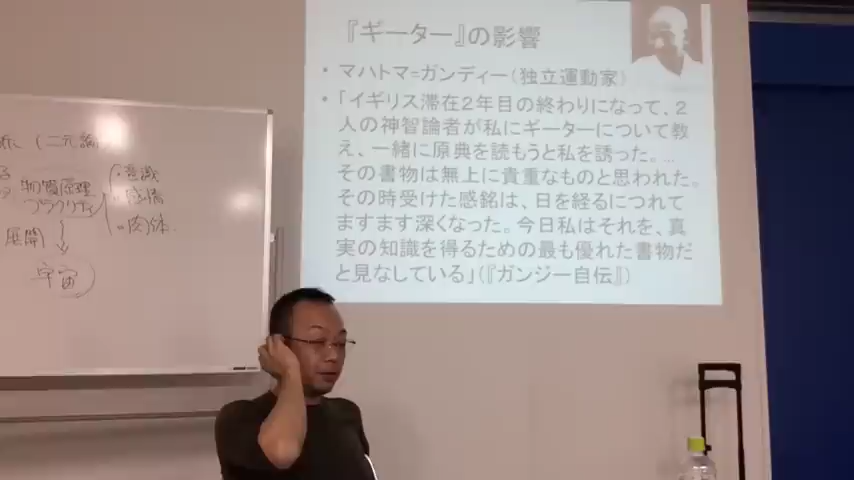 （二元論
物質原理
プラクリティ
・意識
・感情
・肉体
展開
宇宙
『ギーター』の影響
• マハトマ=ガンディー（独立運動家）
• 「イギリス滞在2年目の終わりになって、2
人の神智論者が私にギーターについて教
え、一緒に原典を読もうと私を誘った。…
その書物は無上に貴重なものと思われた。
その時受けた感銘は、日を経るにつれて
ますます深くなった。今日私はそれを、真
実の知識を得るための最も優れた書物だ
と見なしている」（『ガンジー自伝』）